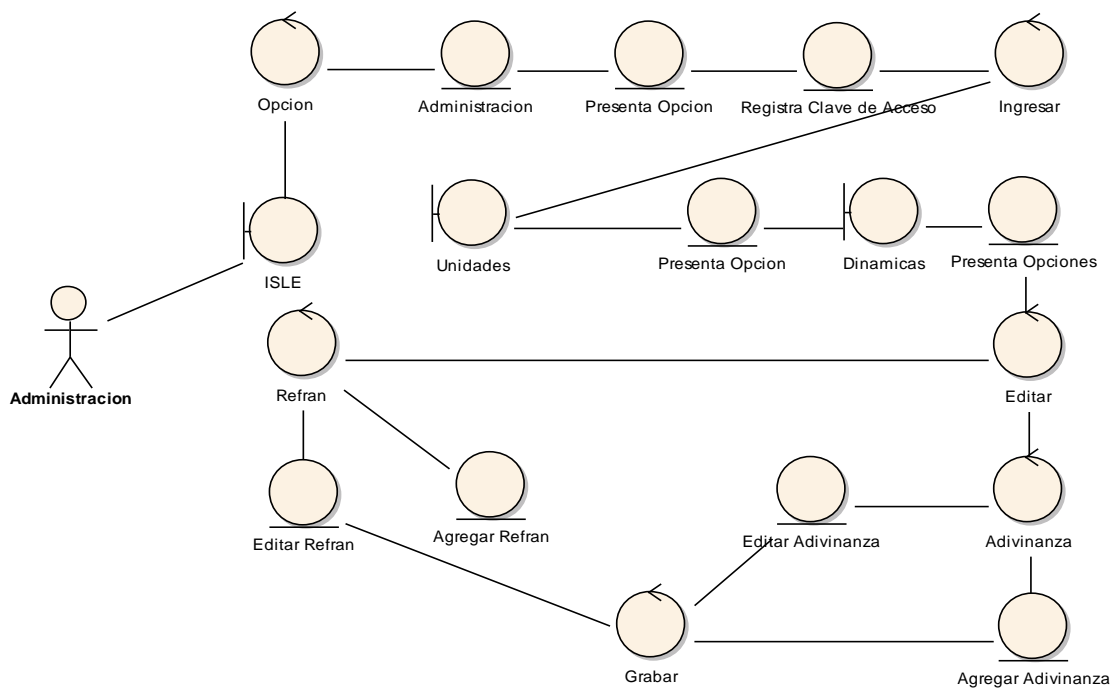 Opcion
Administracion
Presenta Opcion
Registra Clave de Acceso
Ingresar
ISLE
Unidades
Presenta Opcion
Dinamicas
Presenta Opciones
Administracion
Refran
Editar
Editar Refran
Agregar Refran
Editar Adivinanza
Adivinanza
Grabar
Agregar Adivinanza